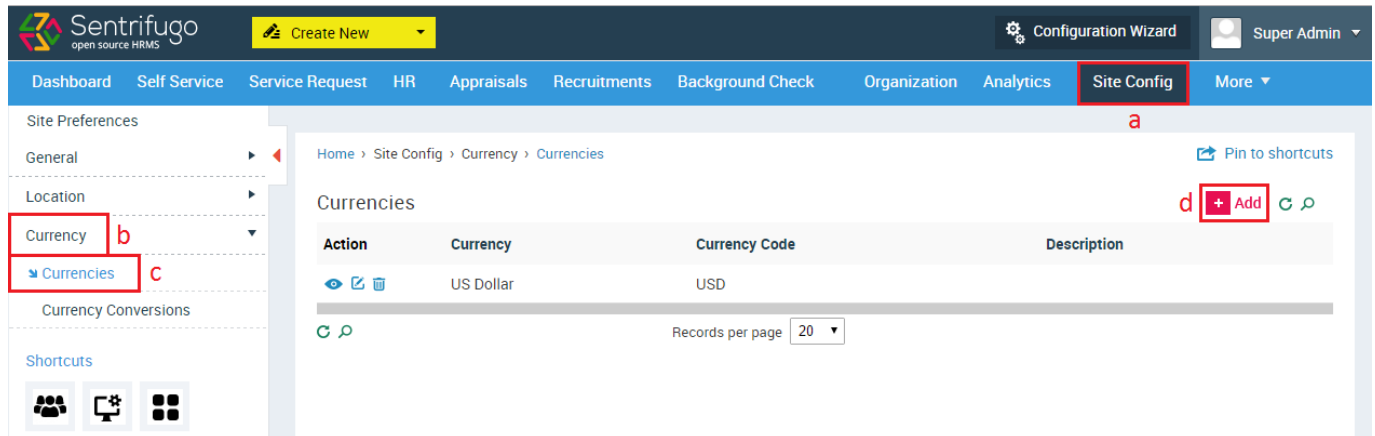 Sentrifugo
open source HRMS
Create New
Configuration Wizard
Super Admin
Dashboard Self Service Service Request HR Appraisals Recruitments Background Check Organization Analytics Site Config More
a
Site Preferences
General
Home › Site Config › Currency › Currencies
Pin to shortcuts
Location
Currencies
d + Add
Currency b
Action Currency Currency Code Description
Currencies c
US Dollar USD
Currency Conversions
Records per page 20
Shortcuts